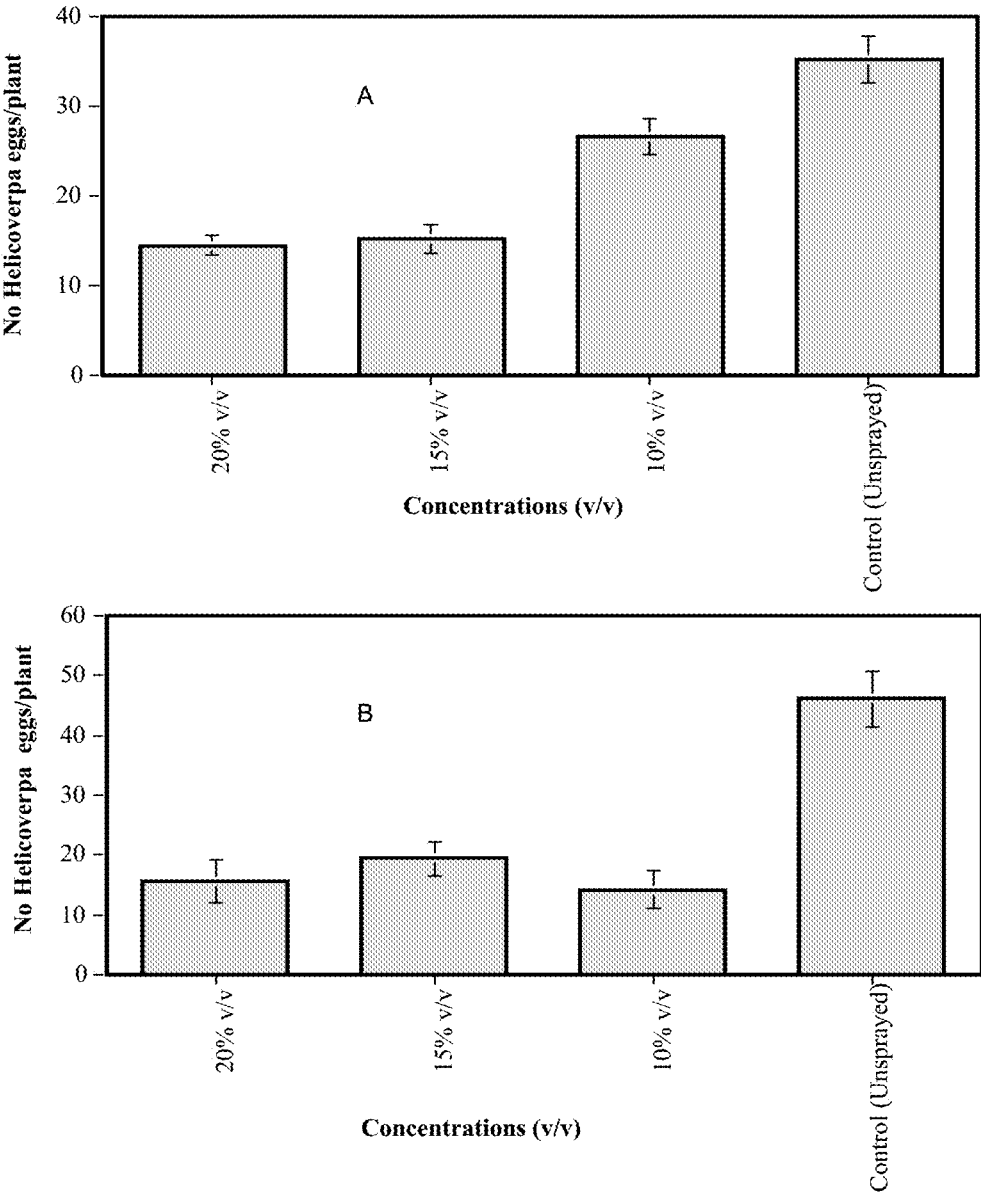 40
30
20
10
0
No Helicoverpa eggs/plant
A
20% v/v
15% v/v
10% v/v
Control (Unsprayed)
Concentrations (v/v)
60
50
40
30
20
10
0
No Helicoverpa eggs/plant
B
20% v/v
15% v/v
10% v/v
Control (Unsprayed)
Concentrations (v/v)